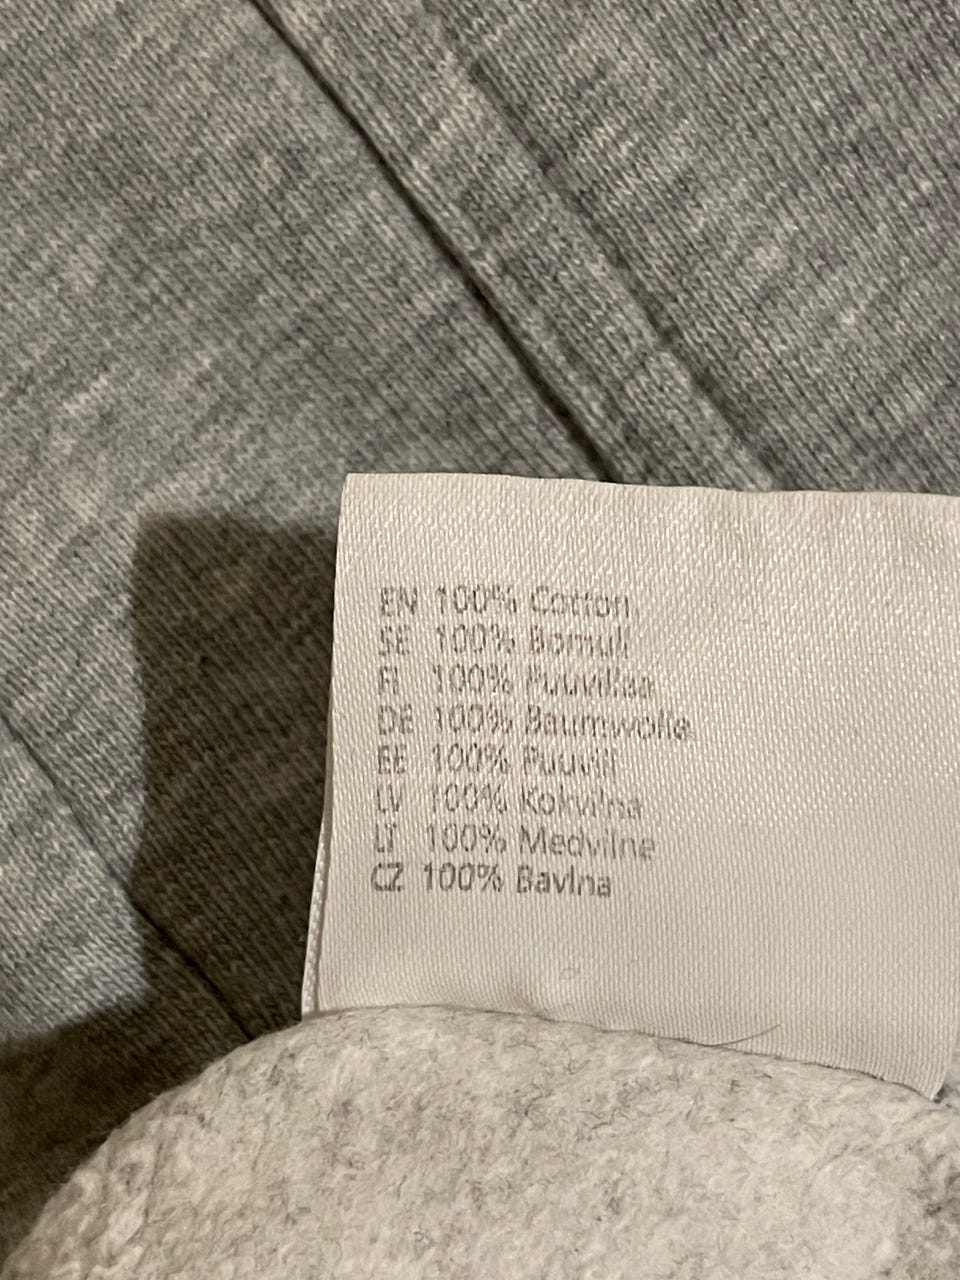 EN 100% Cotton
SE 100% Bomull
FI 100% Puuvillaa
DE 100% Baumwolle
EE 100% Puuvill
LV 100% Kokvilna
LT 100% Medvilne
CZ 100% Bavlna